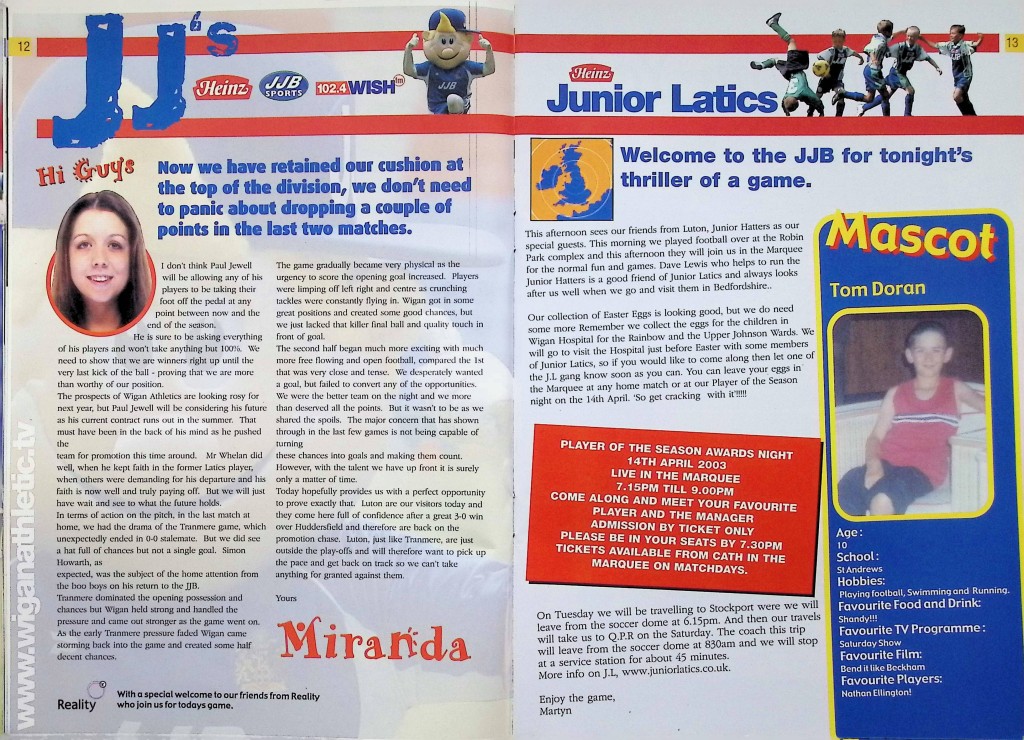 12
JJ's
Heinz
JJB
SPORTS
102.4 WISH fm
JJB
Hi Guys
Now we have retained our cushion at
the top of the division, we don't need
to panic about dropping a couple of
points in the last two matches.
I don't think Paul Jewell
will be allowing any of his
players to be taking their
foot off the pedal at any
point between now and the
end of the season.
He is sure to be asking everything
of his players and won't take anything but 100%. We
need to show that we are winners right up until the
very last kick of the ball - proving that we are more
than worthy of our position.
The prospects of Wigan Athletics are looking rosy for
next year, but Paul Jewell will be considering his future
as his current contract runs out in the summer. That
must have been in the back of his mind as he pushed
the
team for promotion this time around. Mr Whelan did
well, when he kept faith in the former Latics player,
when others were demanding for his departure and his
faith is now well and truly paying off. But we will just
have wait and see to what the future holds.
In terms of action on the pitch, in the last match at
home, we had the drama of the Tranmere game, which
unexpectedly ended in 0-0 stalemate. But we did see
a hat full of chances but not a single goal. Simon
Howarth, as
expected, was the subject of the home attention from
the boo boys on his return to the JJB.
Tranmere dominated the opening possession and
chances but Wigan held strong and handled the
pressure and came out stronger as the game went on.
As the early Tranmere pressure faded Wigan came
storming back into the game and created some half
decent chances.
The game gradually became very physical as the
urgency to score the opening goal increased. Players
were limping off left right and centre as crunching
tackles were constantly flying in. Wigan got in some
great positions and created some good chances, but
we just lacked that killer final ball and quality touch in
front of goal.
The second half began much more exciting with much
more free flowing and open football, compared the 1st
that was very close and tense. We desperately wanted
a goal, but failed to convert any of the opportunities.
We were the better team on the night and we more
than deserved all the points. But it wasn't to be as we
shared the spoils. The major concern that has shown
through in the last few games is not being capable of
turning
these chances into goals and making them count.
However, with the talent we have up front it is surely
only a matter of time.
Today hopefully provides us with a perfect opportunity
to prove exactly that. Luton are our visitors today and
they come here full of confidence after a great 3-0 win
over Huddersfield and therefore are back on the
promotion chase. Luton, just like Tranmere, are just
outside the play-offs and will therefore want to pick up
the pace and get back on track so we can't take
anything for granted against them.
Yours
Miranda
Reality
With a special welcome to our friends from Reality
who join us for todays game.
www.wiganathletic.tv
13
Heinz
Junior Latics
Welcome to the JJB for tonight's
thriller of a game.
This afternoon sees our friends from Luton, Junior Hatters as our
special guests. This morning we played football over at the Robin
Park complex and this afternoon they will join us in the Marquee
for the normal fun and games. Dave Lewis who helps to run the
Junior Hatters is a good friend of Junior Latics and always looks
after us well when we go and visit them in Bedfordshire..
Our collection of Easter Eggs is looking good, but we do need
some more Remember we collect the eggs for the children in
Wigan Hospital for the Rainbow and the Upper Johnson Wards. We
will go to visit the Hospital just before Easter with some members
of Junior Latics, so if you would like to come along then let one of
the J.L gang know soon as you can. You can leave your eggs in
the Marquee at any home match or at our Player of the Season
night on the 14th April. 'So get cracking with it'!!!!!
PLAYER OF THE SEASON AWARDS NIGHT
14TH APRIL 2003
LIVE IN THE MARQUEE
7.15PM TILL 9.00PM
COME ALONG AND MEET YOUR FAVOURITE
PLAYER AND THE MANAGER
ADMISSION BY TICKET ONLY
PLEASE BE IN YOUR SEATS BY 7.30PM
TICKETS AVAILABLE FROM CATH IN THE
MARQUEE ON MATCHDAYS.
On Tuesday we will be travelling to Stockport were we will
leave from the soccer dome at 6.15pm. And then our travels
will take us to Q.P.R on the Saturday. The coach this trip
will leave from the soccer dome at 830am and we will stop
at a service station for about 45 minutes.
More info on J.L, www.juniorlatics.co.uk.
Enjoy the game,
Martyn
Mascot
Tom Doran
Age:
10
School:
St Andrews
Hobbies:
Playing football, Swimming and Running.
Favourite Food and Drink:
Shandy!!!
Favourite TV Programme:
Saturday Show
Favourite Film:
Bend it like Beckham
Favourite Players:
Nathan Ellington!